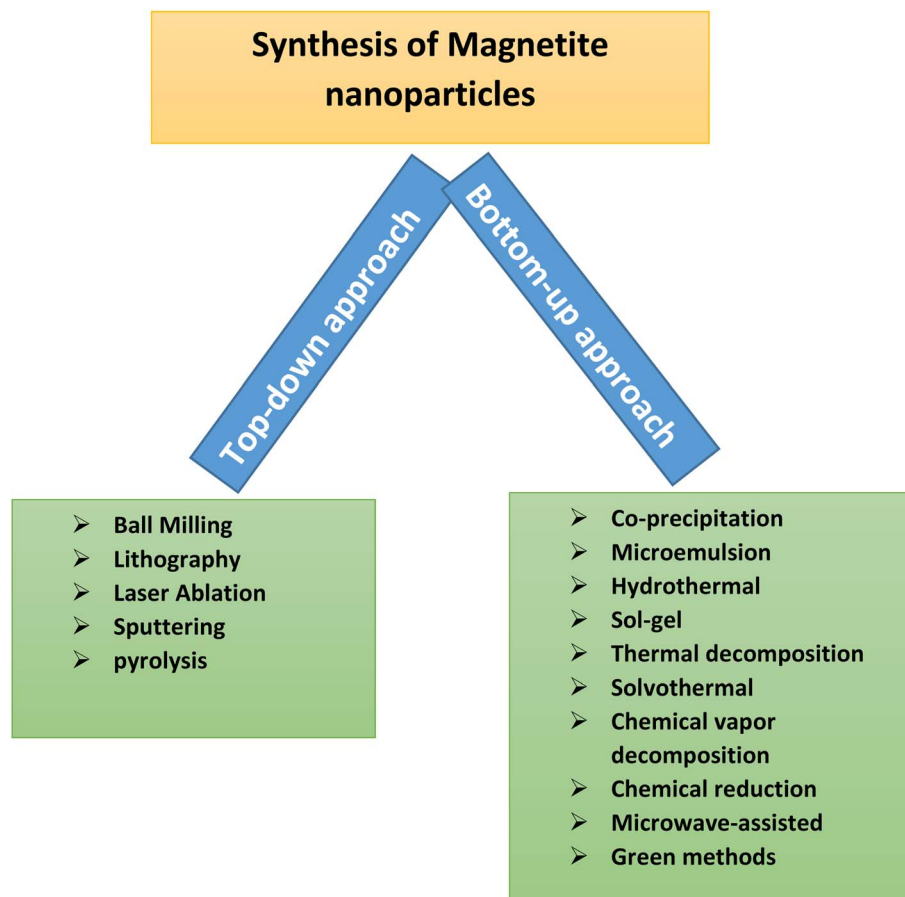 Synthesis of Magnetite
nanoparticles
Top-down approach
Bottom-up approach
➢ Ball Milling
➢ Lithography
➢ Laser Ablation
➢ Sputtering
➢ pyrolysis
➢ Co-precipitation
➢ Microemulsion
➢ Hydrothermal
➢ Sol-gel
➢ Thermal decomposition
➢ Solvothermal
➢ Chemical vapor
decomposition
➢ Chemical reduction
➢ Microwave-assisted
➢ Green methods